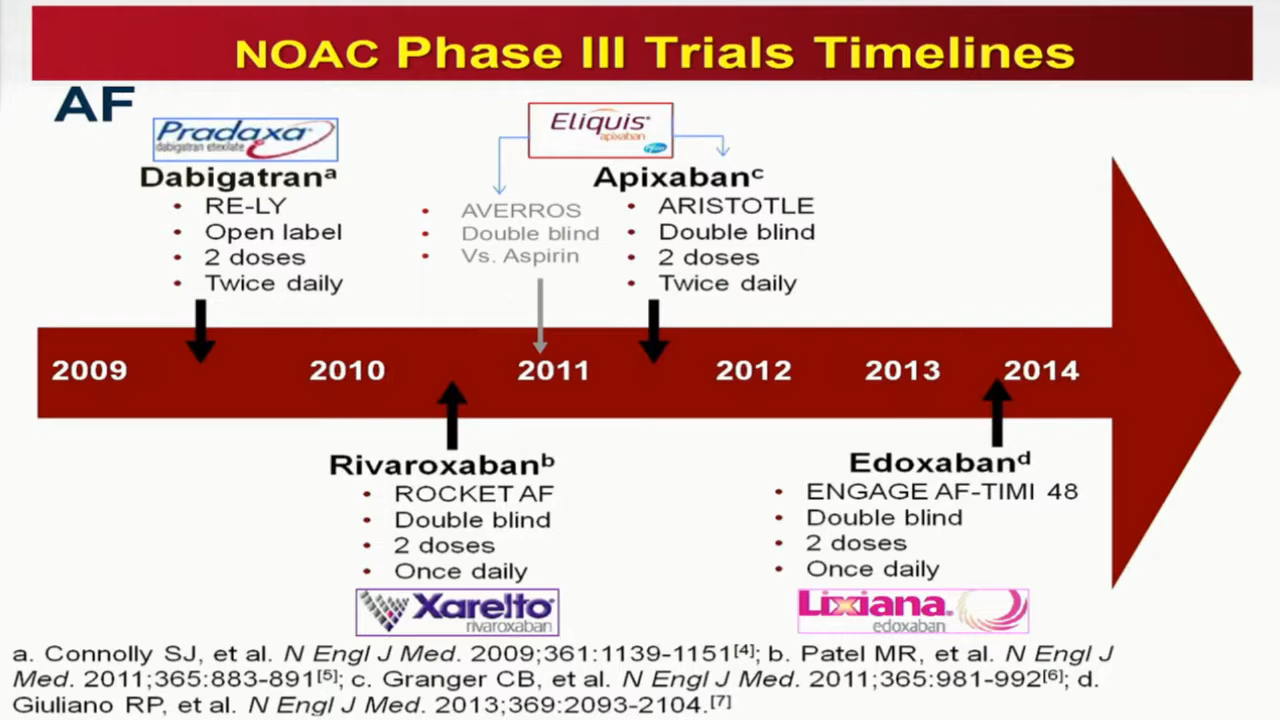 NOAC Phase III Trials Timelines
AF
Pradaxa
dabigatran etexilate
Eliquis
apixaban
Pfizer
Dabigatranᵃ
• RE-LY
• Open label
• 2 doses
• Twice daily
• AVERROS
• Double blind
• Vs. Aspirin
Apixabanᶜ
• ARISTOTLE
• Double blind
• 2 doses
• Twice daily
2009 2010 2011 2012 2013 2014
Rivaroxabanᵇ
• ROCKET AF
• Double blind
• 2 doses
• Once daily
Xarelto
rivaroxaban
Edoxabanᵈ
• ENGAGE AF-TIMI 48
• Double blind
• 2 doses
• Once daily
Lixiana
edoxaban
a. Connolly SJ, et al. N Engl J Med. 2009;361:1139-1151[4]; b. Patel MR, et al. N Engl J
Med. 2011;365:883-891[5]; c. Granger CB, et al. N Engl J Med. 2011;365:981-992[6]; d.
Giuliano RP, et al. N Engl J Med. 2013;369:2093-2104.[7]